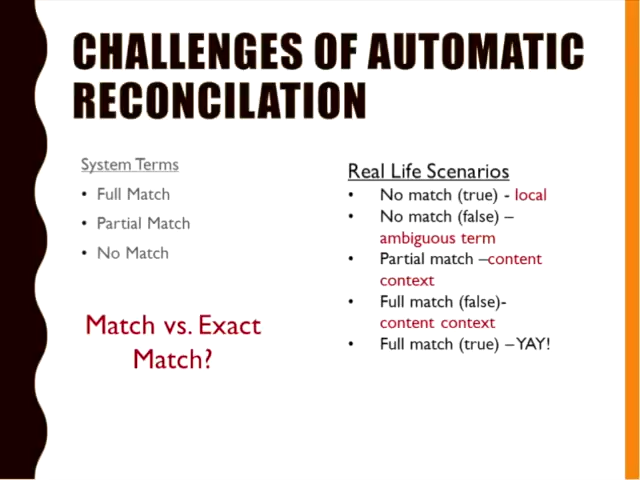 CHALLENGES OF AUTOMATIC
RECONCILATION
System Terms
• Full Match
• Partial Match
• No Match
Match vs. Exact
Match?
Real Life Scenarios
• No match (true) - local
• No match (false) –
ambiguous term
• Partial match –content
context
• Full match (false)-
content context
• Full match (true) – YAY!